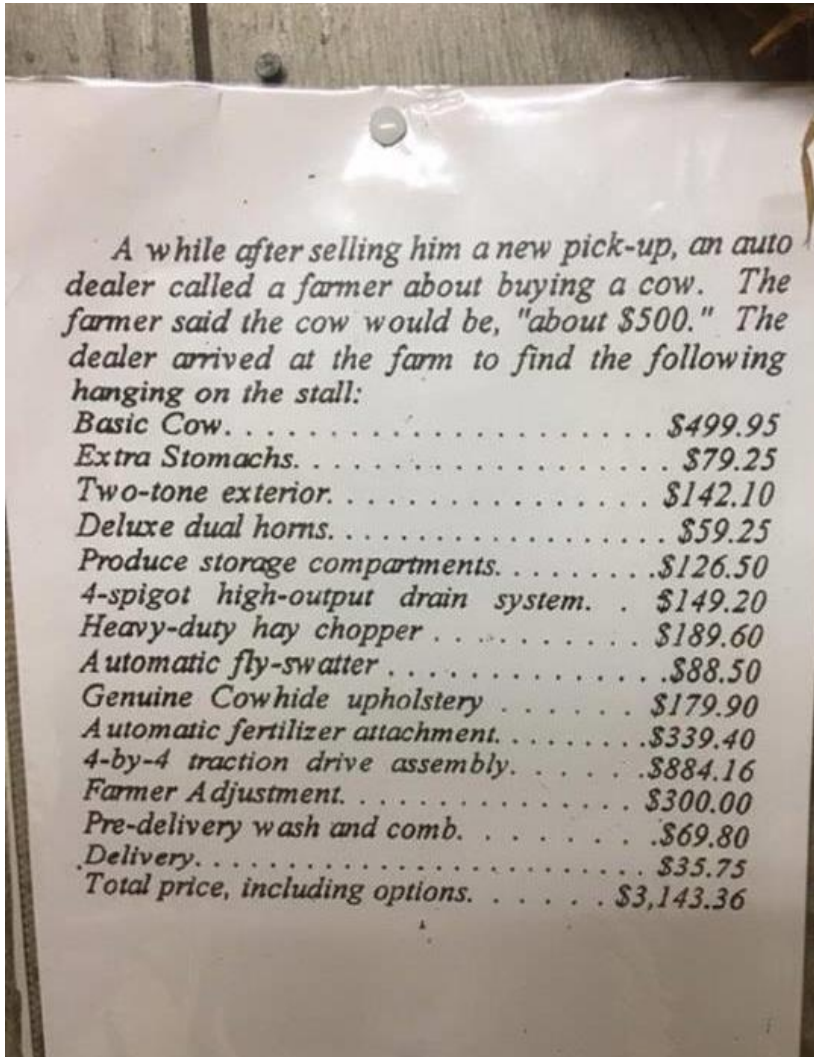 A while after selling him a new pick-up, an auto
dealer called a farmer about buying a cow. The
farmer said the cow would be, "about $500." The
dealer arrived at the farm to find the following
hanging on the stall:
Basic Cow. . . . . . . . . . . . . . . . . . . . . . $499.95
Extra Stomachs. . . . . . . . . . . . . . . . . . . $79.25
Two-tone exterior. . . . . . . . . . . . . . . . . $142.10
Deluxe dual horns. . . . . . . . . . . . . . . . . . $59.25
Produce storage compartments. . . . . . . . .$126.50
4-spigot high-output drain system. . $149.20
Heavy-duty hay chopper . . . . . . . . . . . $189.60
Automatic fly-swatter . . . . . . . . . . . . . .$88.50
Genuine Cowhide upholstery . . . . . . $179.90
Automatic fertilizer attachment. . . . . . . . .$339.40
4-by-4 traction drive assembly. . . . . .$884.16
Farmer Adjustment. . . . . . . . . . . . . . . $300.00
Pre-delivery wash and comb. . . . . . . .$69.80
Delivery. . . . . . . . . . . . . . . . . . . . . . . $35.75
Total price, including options. . . . . . $3,143.36